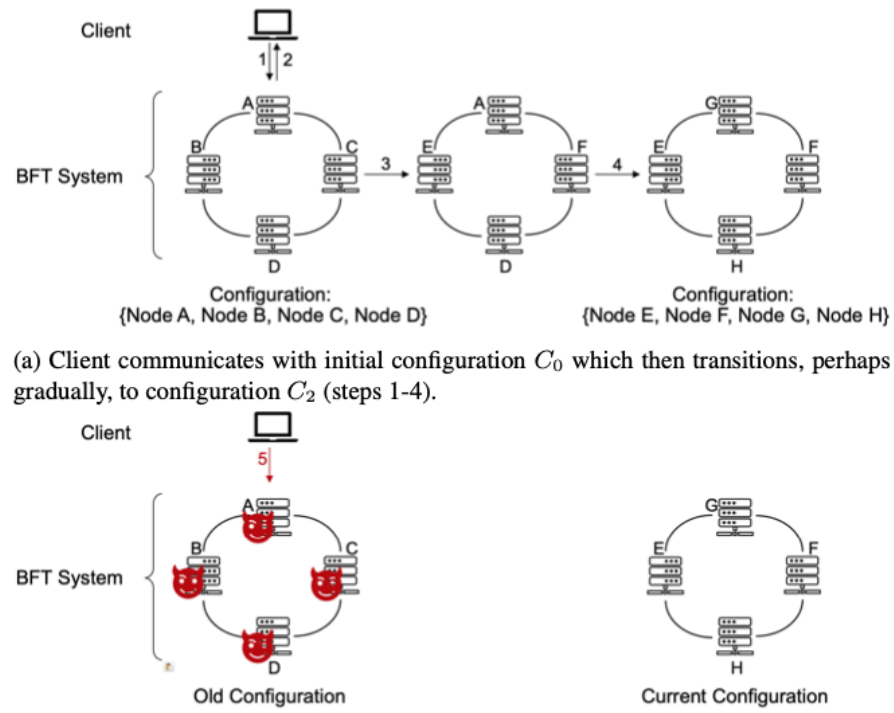 Client
1 2
A A G
B C E F E F
3 4
BFT System
D D H
Configuration: Configuration:
{Node A, Node B, Node C, Node D} {Node E, Node F, Node G, Node H}
(a) Client communicates with initial configuration C₀ which then transitions, perhaps
gradually, to configuration C₂ (steps 1-4).
Client
5
A G
B C E F
BFT System
D H
Old Configuration Current Configuration